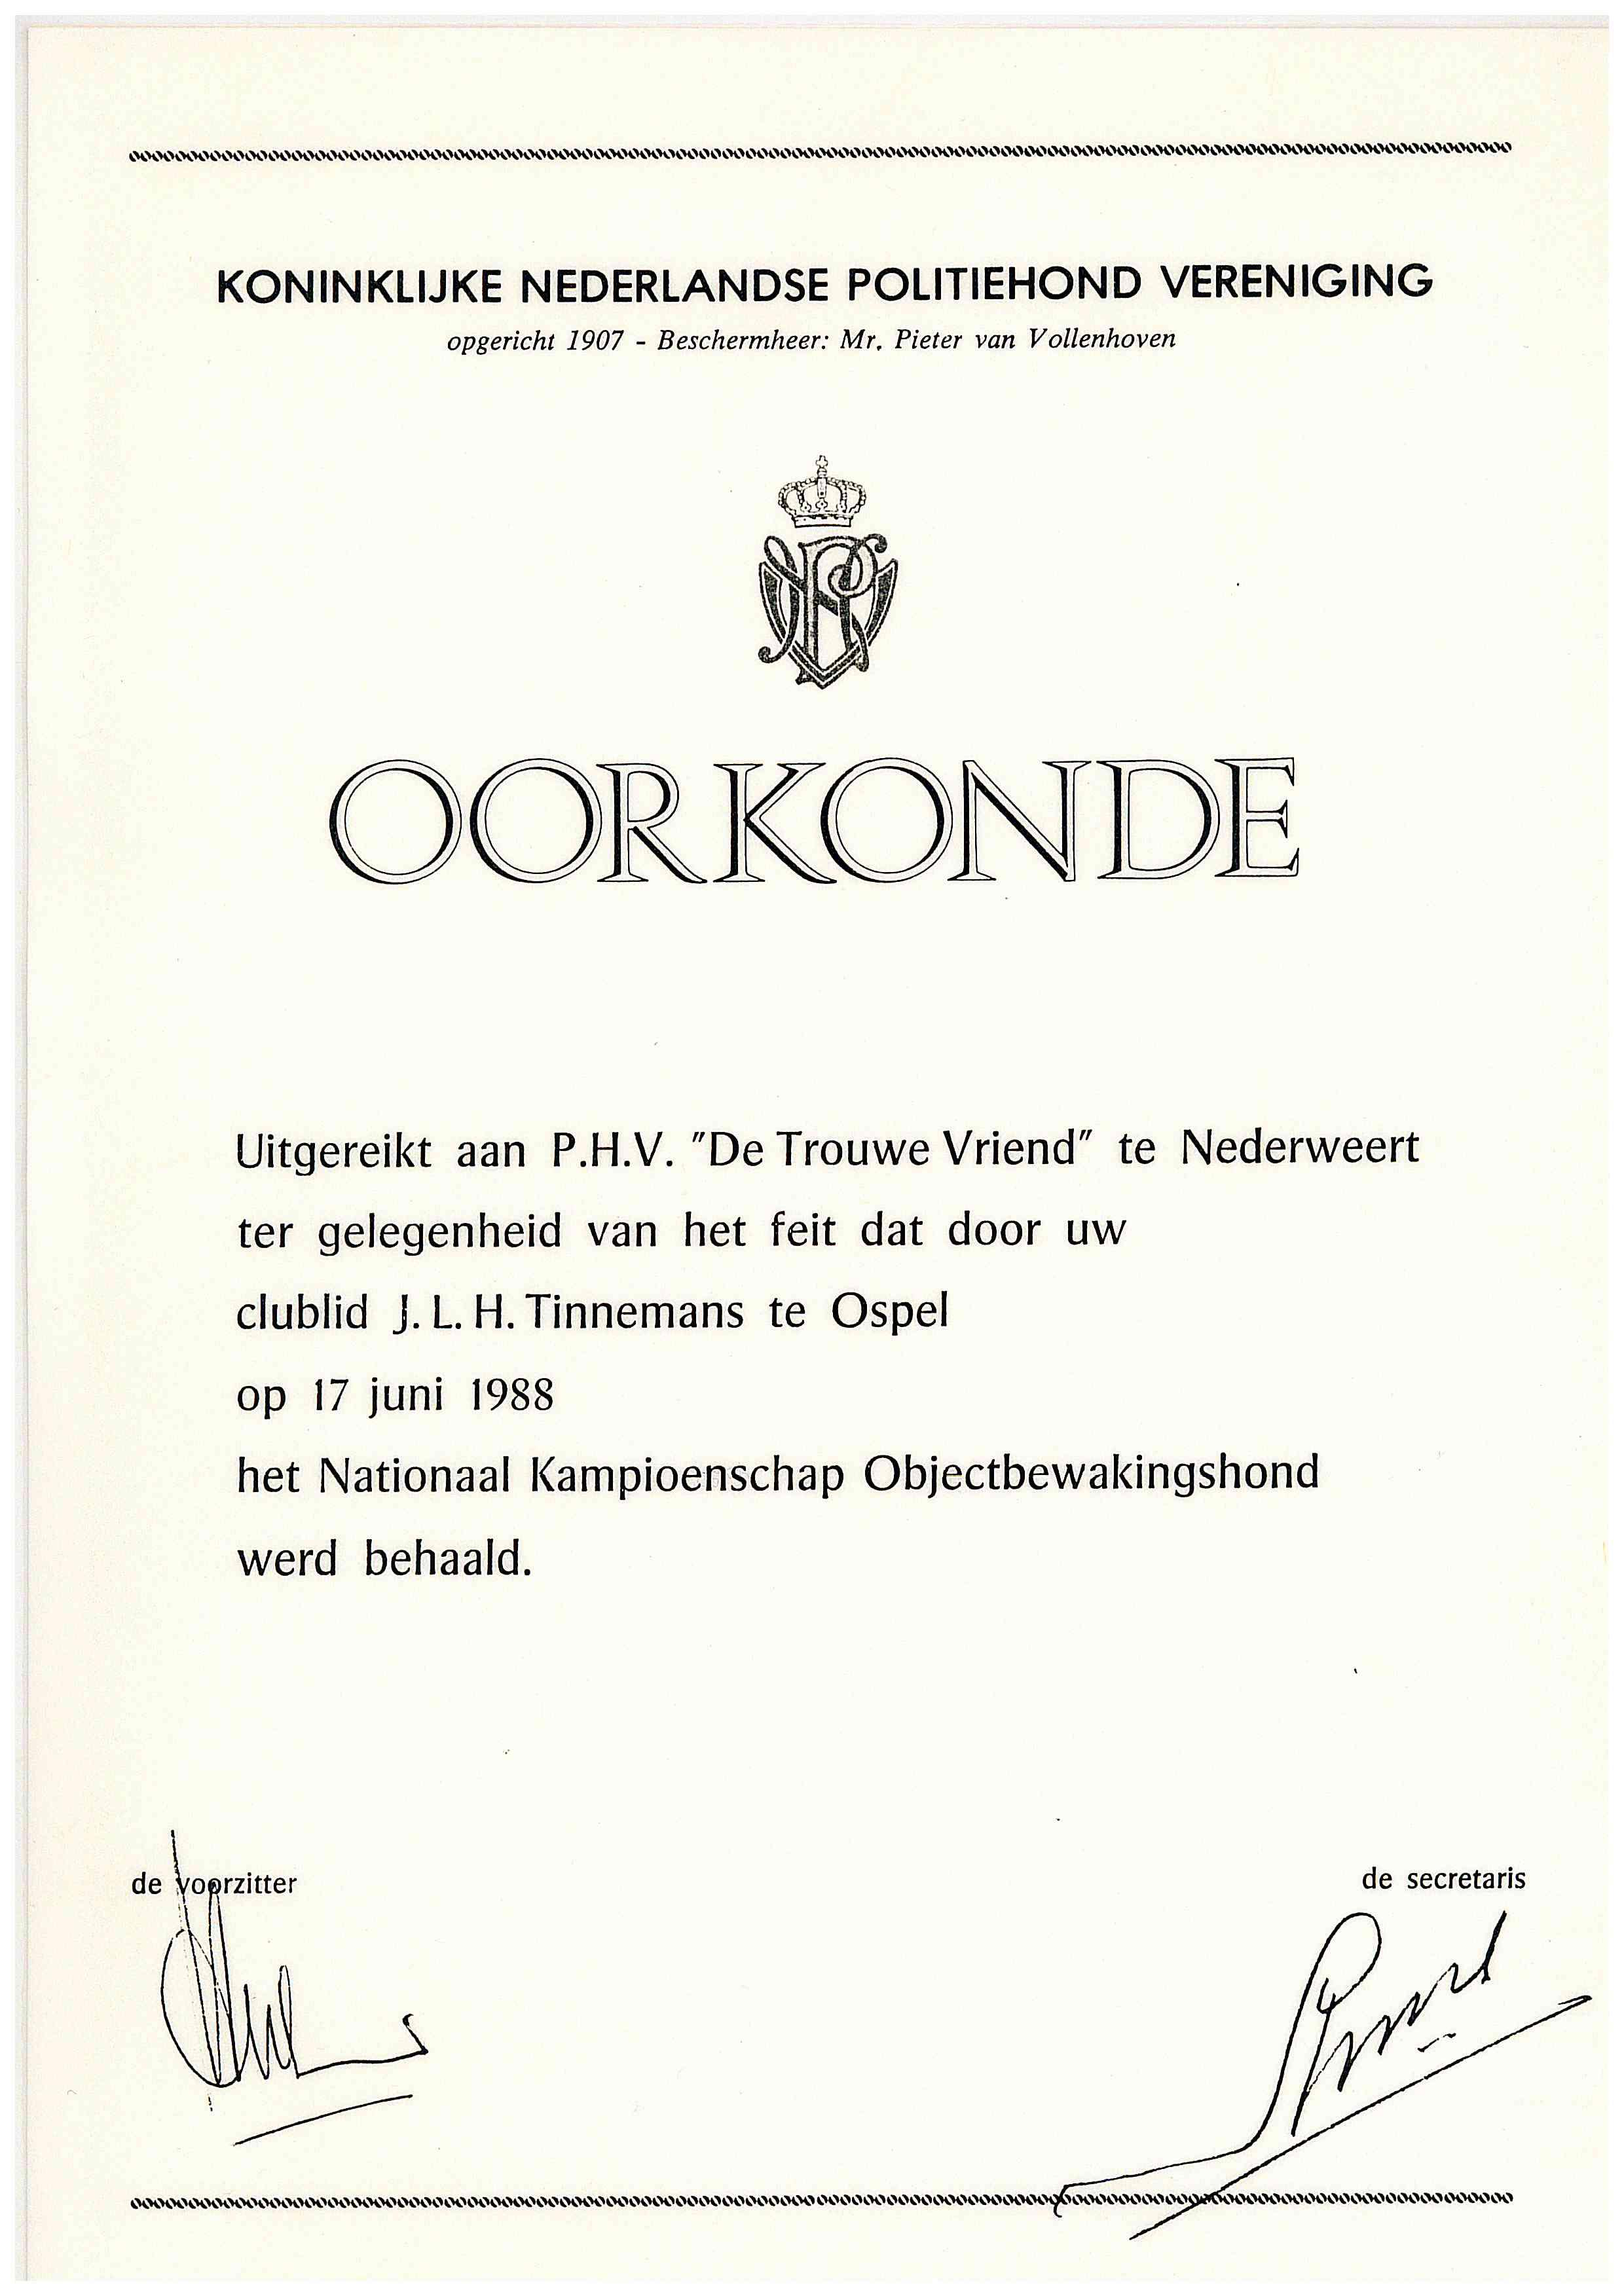 KONINKLIJKE NEDERLANDSE POLITIEHOND VERENIGING
opgericht 1907 - Beschermheer: Mr. Pieter van Vollenhoven
OORKONDE
Uitgereikt aan P.H.V. "De Trouwe Vriend" te Nederweert
ter gelegenheid van het feit dat door uw
clublid J. L. H. Tinnemans te Ospel
op 17 juni 1988
het Nationaal Kampioenschap Objectbewakingshond
werd behaald.
de voorzitter
de secretaris